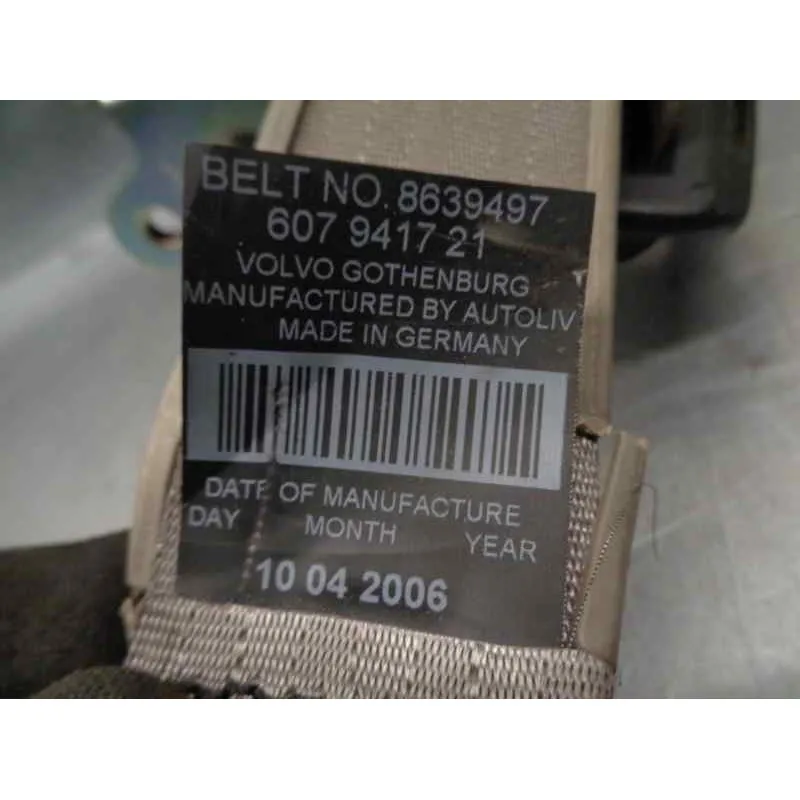 BELT NO. 8639497
607 9417 21
VOLVO GOTHENBURG
MANUFACTURED BY AUTOLIV
MADE IN GERMANY
DATE OF MANUFACTURE
DAY MONTH YEAR
10 04 2006